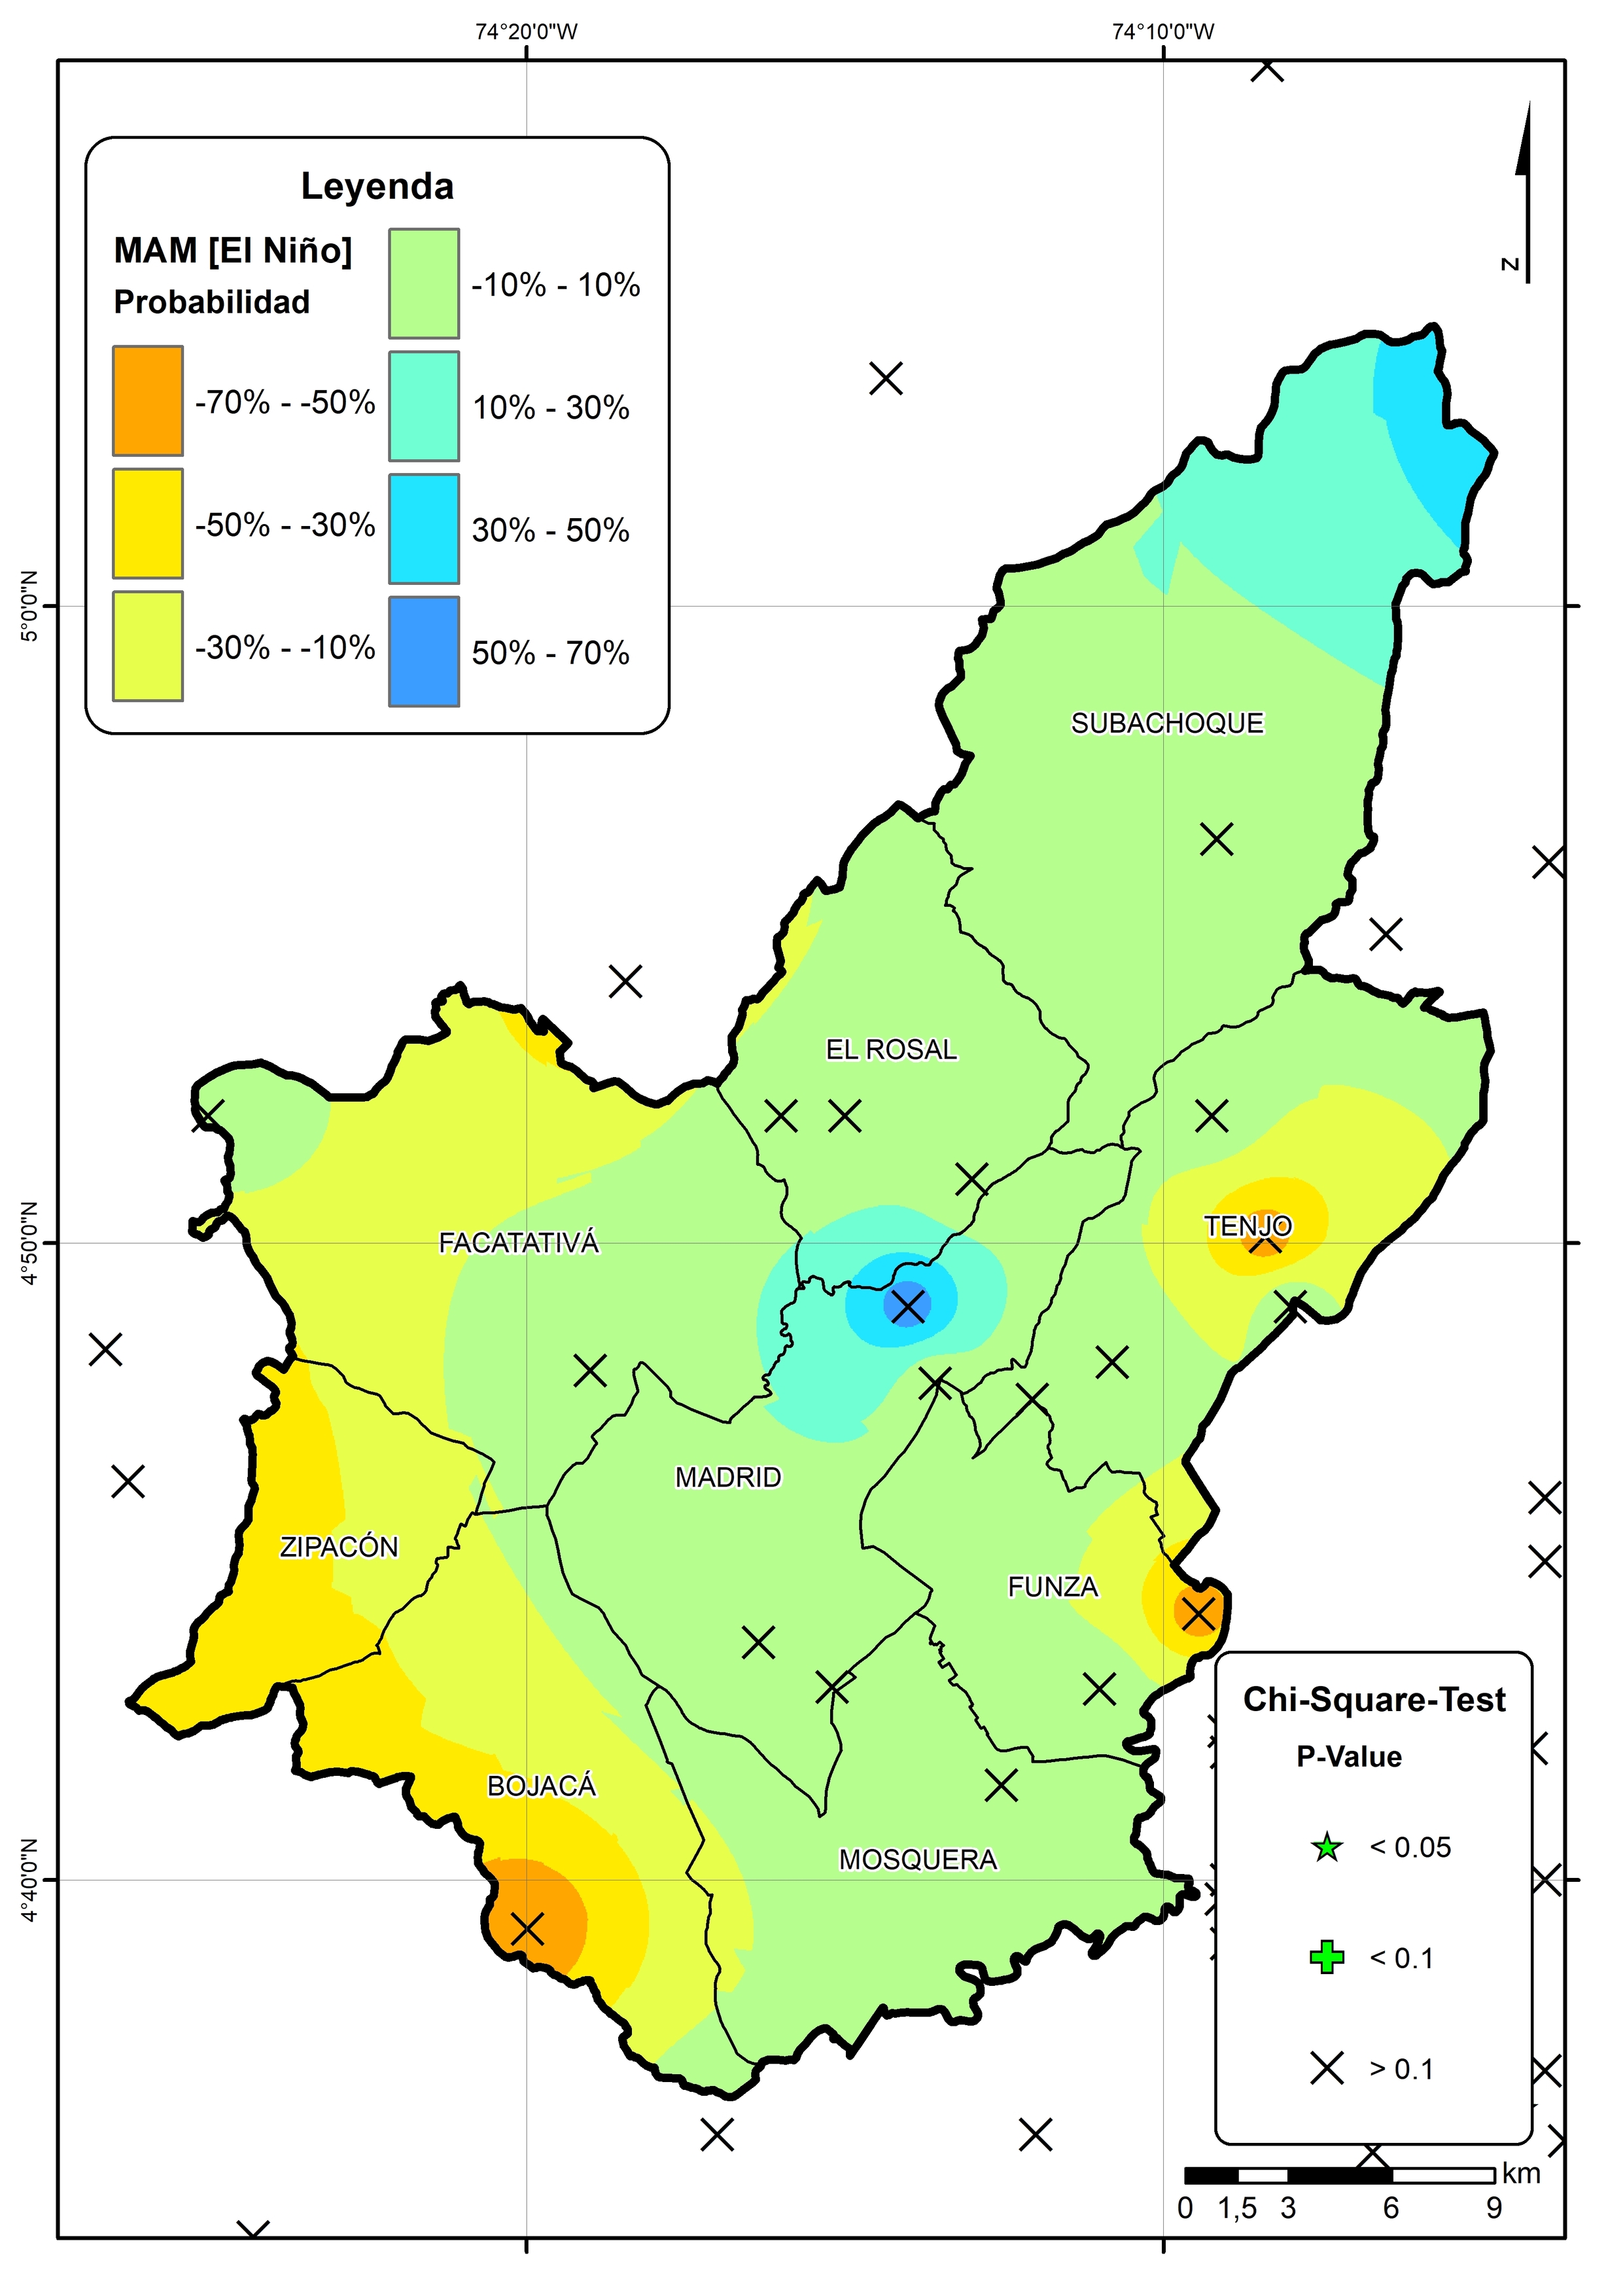 74°20'0"W
74°10'0"W
Leyenda
MAM [El Niño]
Probabilidad
-70% - -50%
-50% - -30%
-30% - -10%
-10% - 10%
10% - 30%
30% - 50%
50% - 70%
N
5°0'0"N
4°50'0"N
4°40'0"N
SUBACHOQUE
EL ROSAL
TENJO
FACATATIVÁ
MADRID
ZIPACÓN
FUNZA
BOJACÁ
MOSQUERA
Chi-Square-Test
P-Value
< 0.05
< 0.1
> 0.1
km
0 1,5 3 6 9